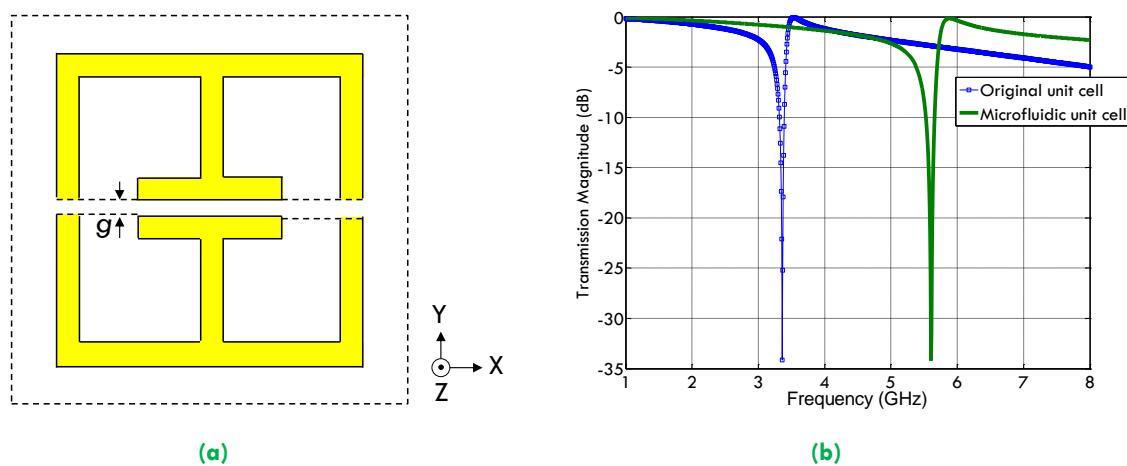 g
Y
X
Z
(a)
Transmission Magnitude (dB)
0
-5
-10
-15
-20
-25
-30
-35
1 2 3 4 5 6 7 8
Frequency (GHz)
Original unit cell
Microfluidic unit cell
(b)